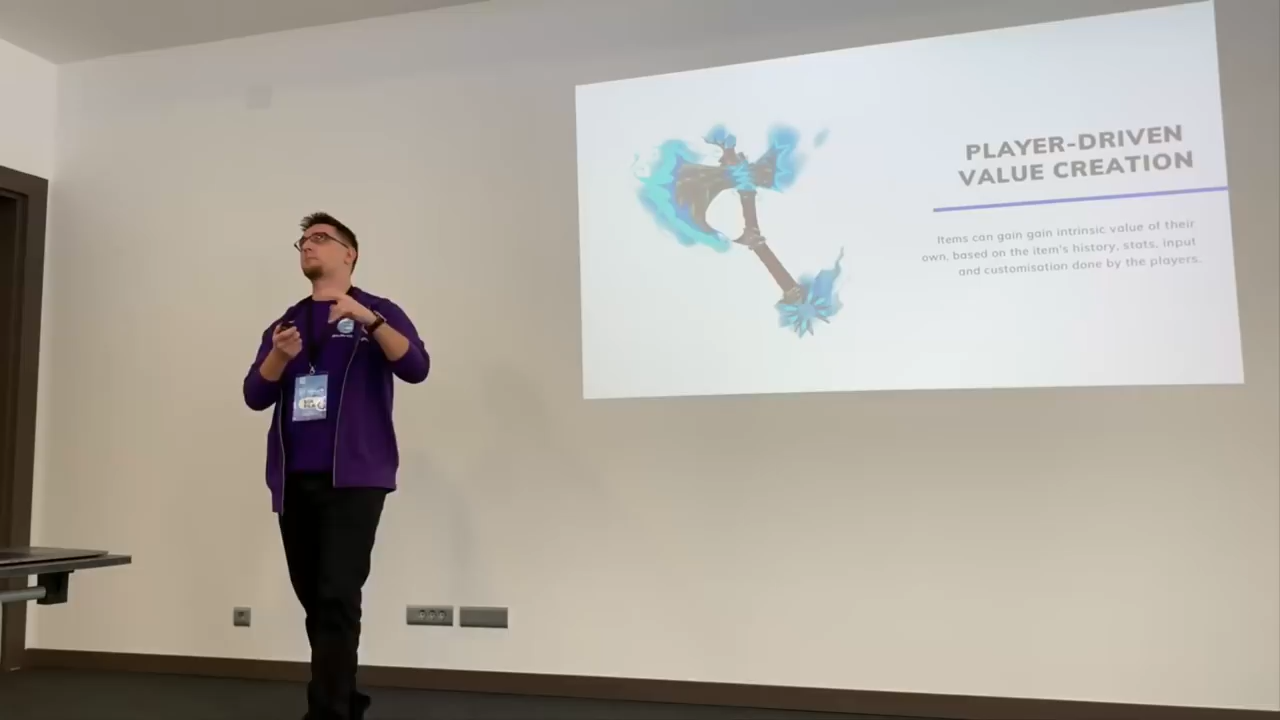 PLAYER-DRIVEN
VALUE CREATION
Items can gain gain intrinsic value of their
own, based on the item's history, stats, input
and customisation done by the players.